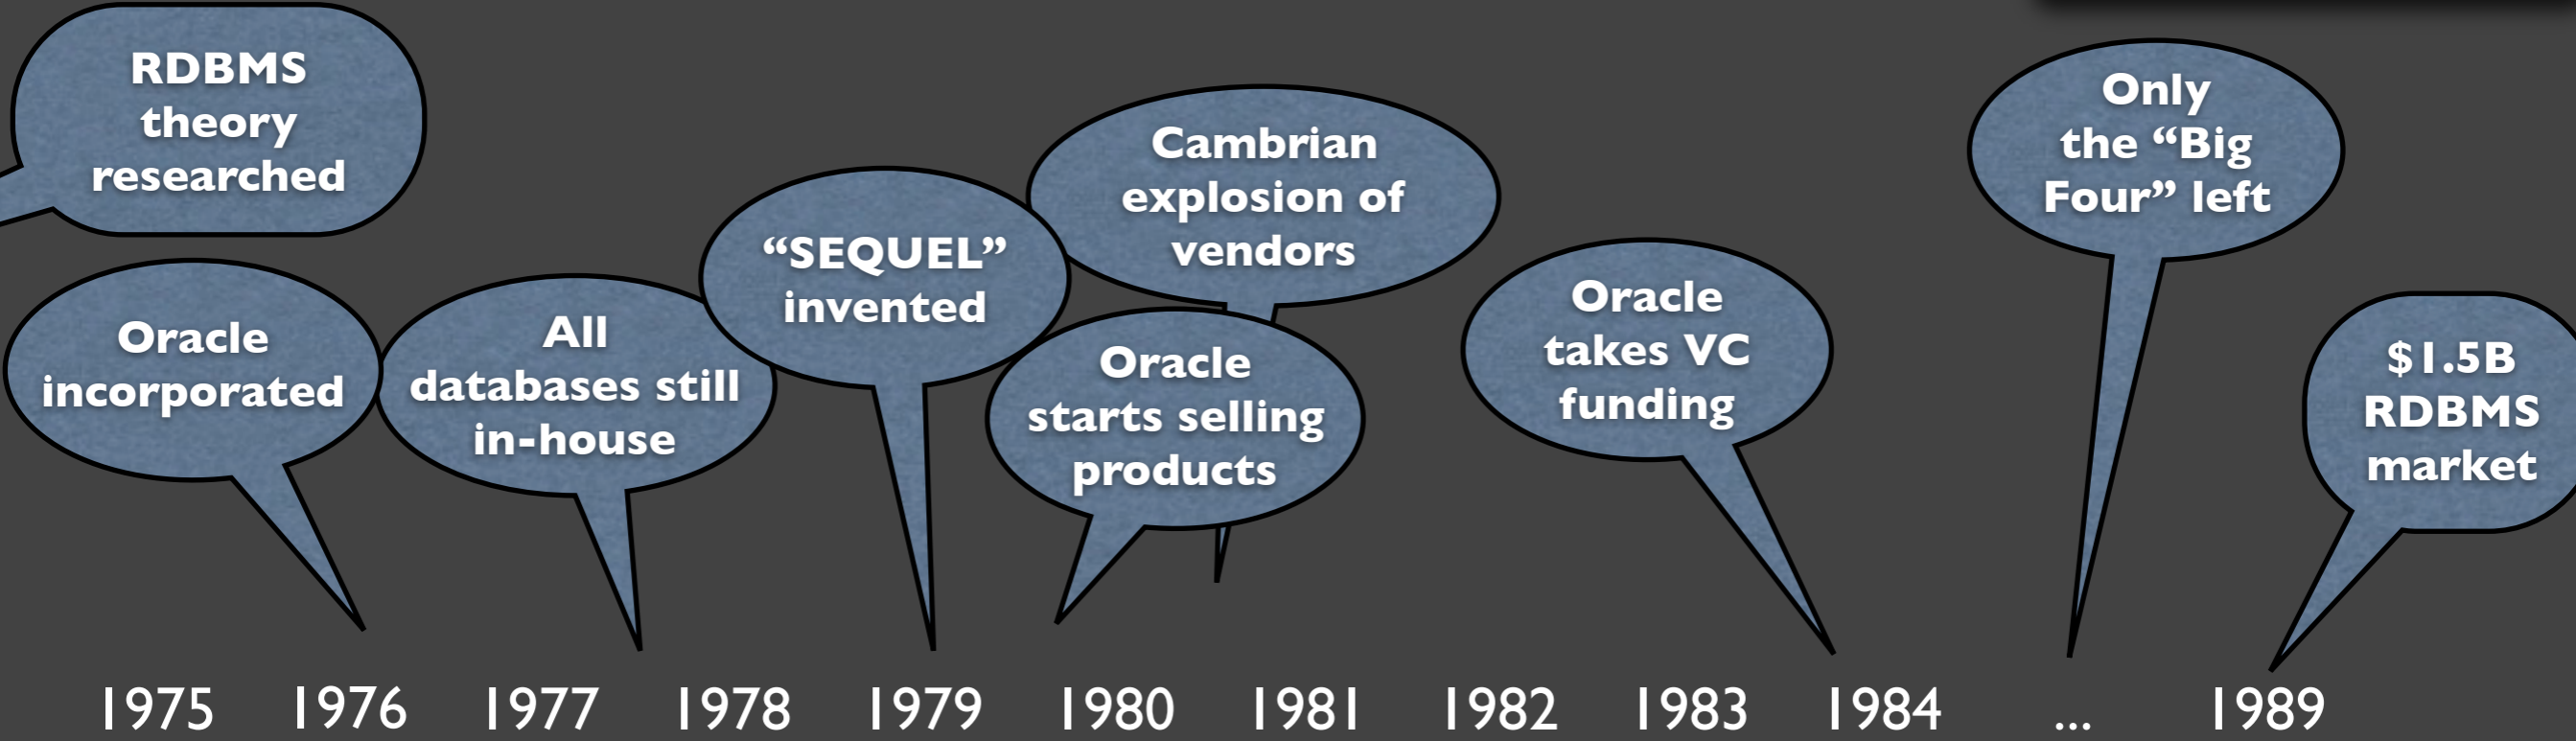 RDBMS
theory
researched
Oracle
incorporated
All
databases still
in-house
“SEQUEL”
invented
Cambrian
explosion of
vendors
Oracle
starts selling
products
Oracle
takes VC
funding
Only
the “Big
Four” left
$1.5B
RDBMS
market
1975 1976 1977 1978 1979 1980 1981 1982 1983 1984 ... 1989